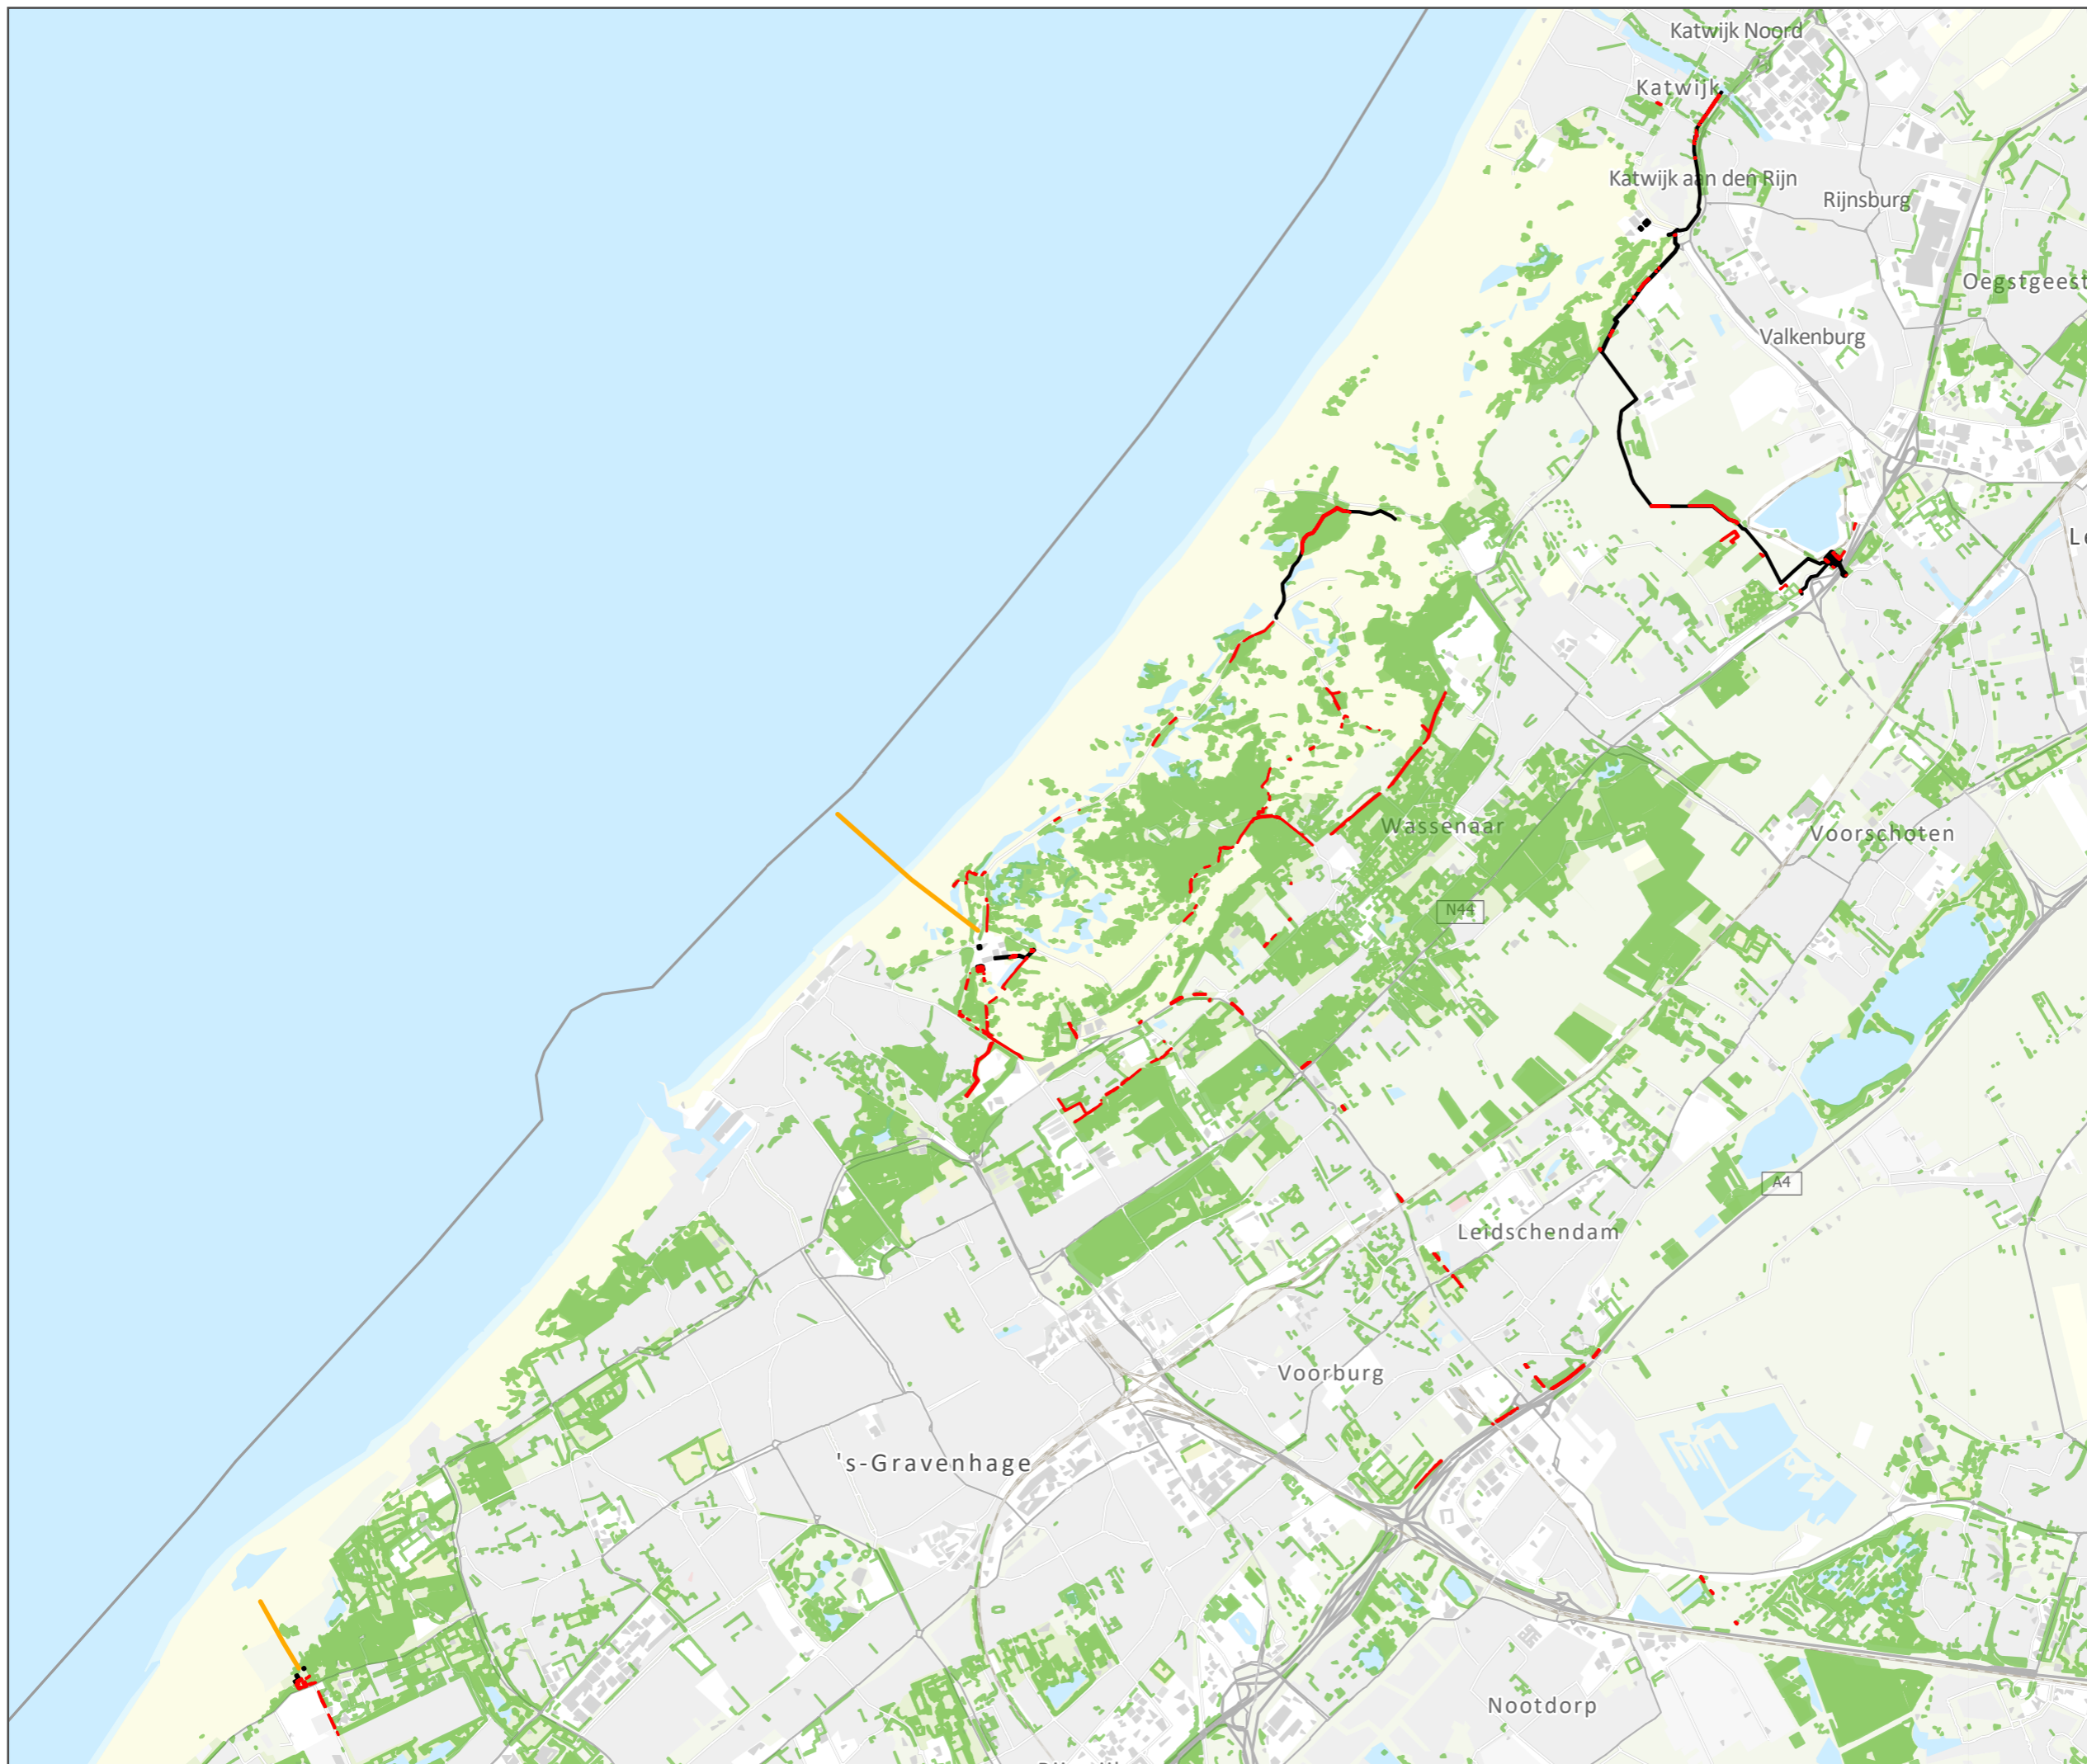 Katwijk Noord
Katwijk
Katwijk aan den Rijn
Rijnsburg
Oegstgeest
Valkenburg
Wassenaar
Voorschoten
N44
A4
Leidschendam
Voorburg
's-Gravenhage
Nootdorp